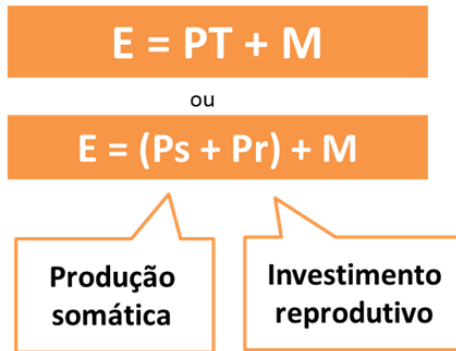 E = PT + M
ou
E = (Ps + Pr) + M
Produção
somática
Investimento
reprodutivo